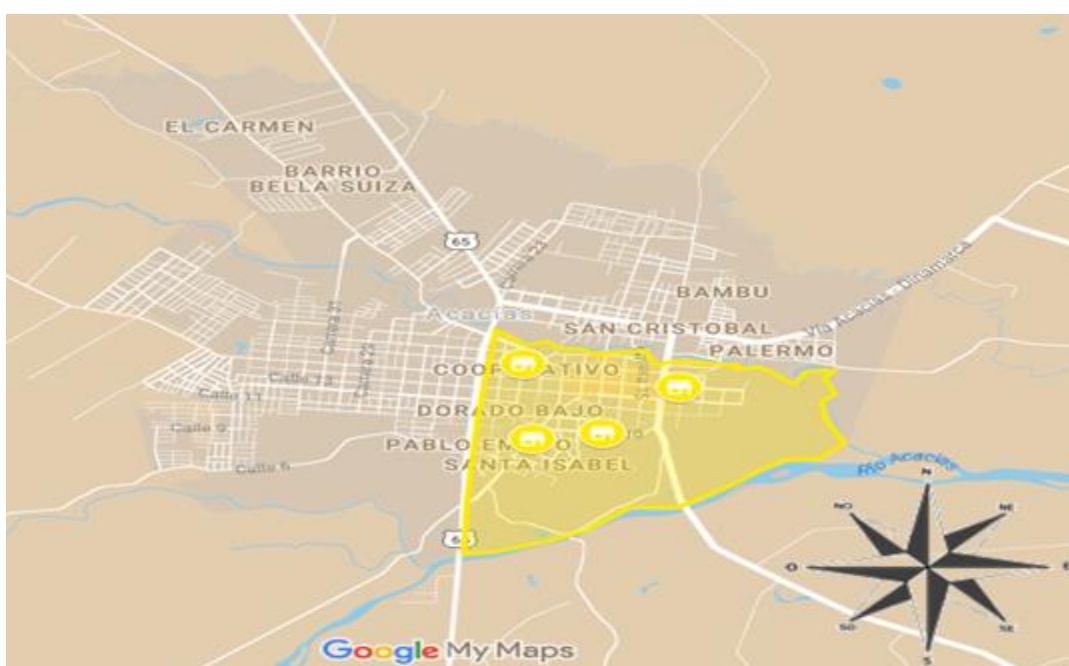 EL CARMEN
BARRIO
BELLA SUIZA
65
Carrera 23
BAMBU
Acacías
SAN CRISTOBAL
Vía Acacías - Dinamarca
PALERMO
Carrera 31
Carrera 29
COOPERATIVO
Calle 13
Calle 11
DORADO BAJO
Calle 9
PABLO EMILIO
SANTA ISABEL
Calle 6
Río Acacías
65
N
NO
NE
O
E
SO
SE
S
Google My Maps